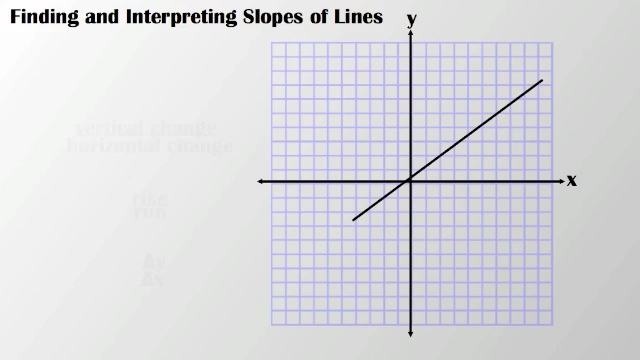 Finding and Interpreting Slopes of Lines
y
vertical change
horizontal change
x
rise
run
Δy
Δx